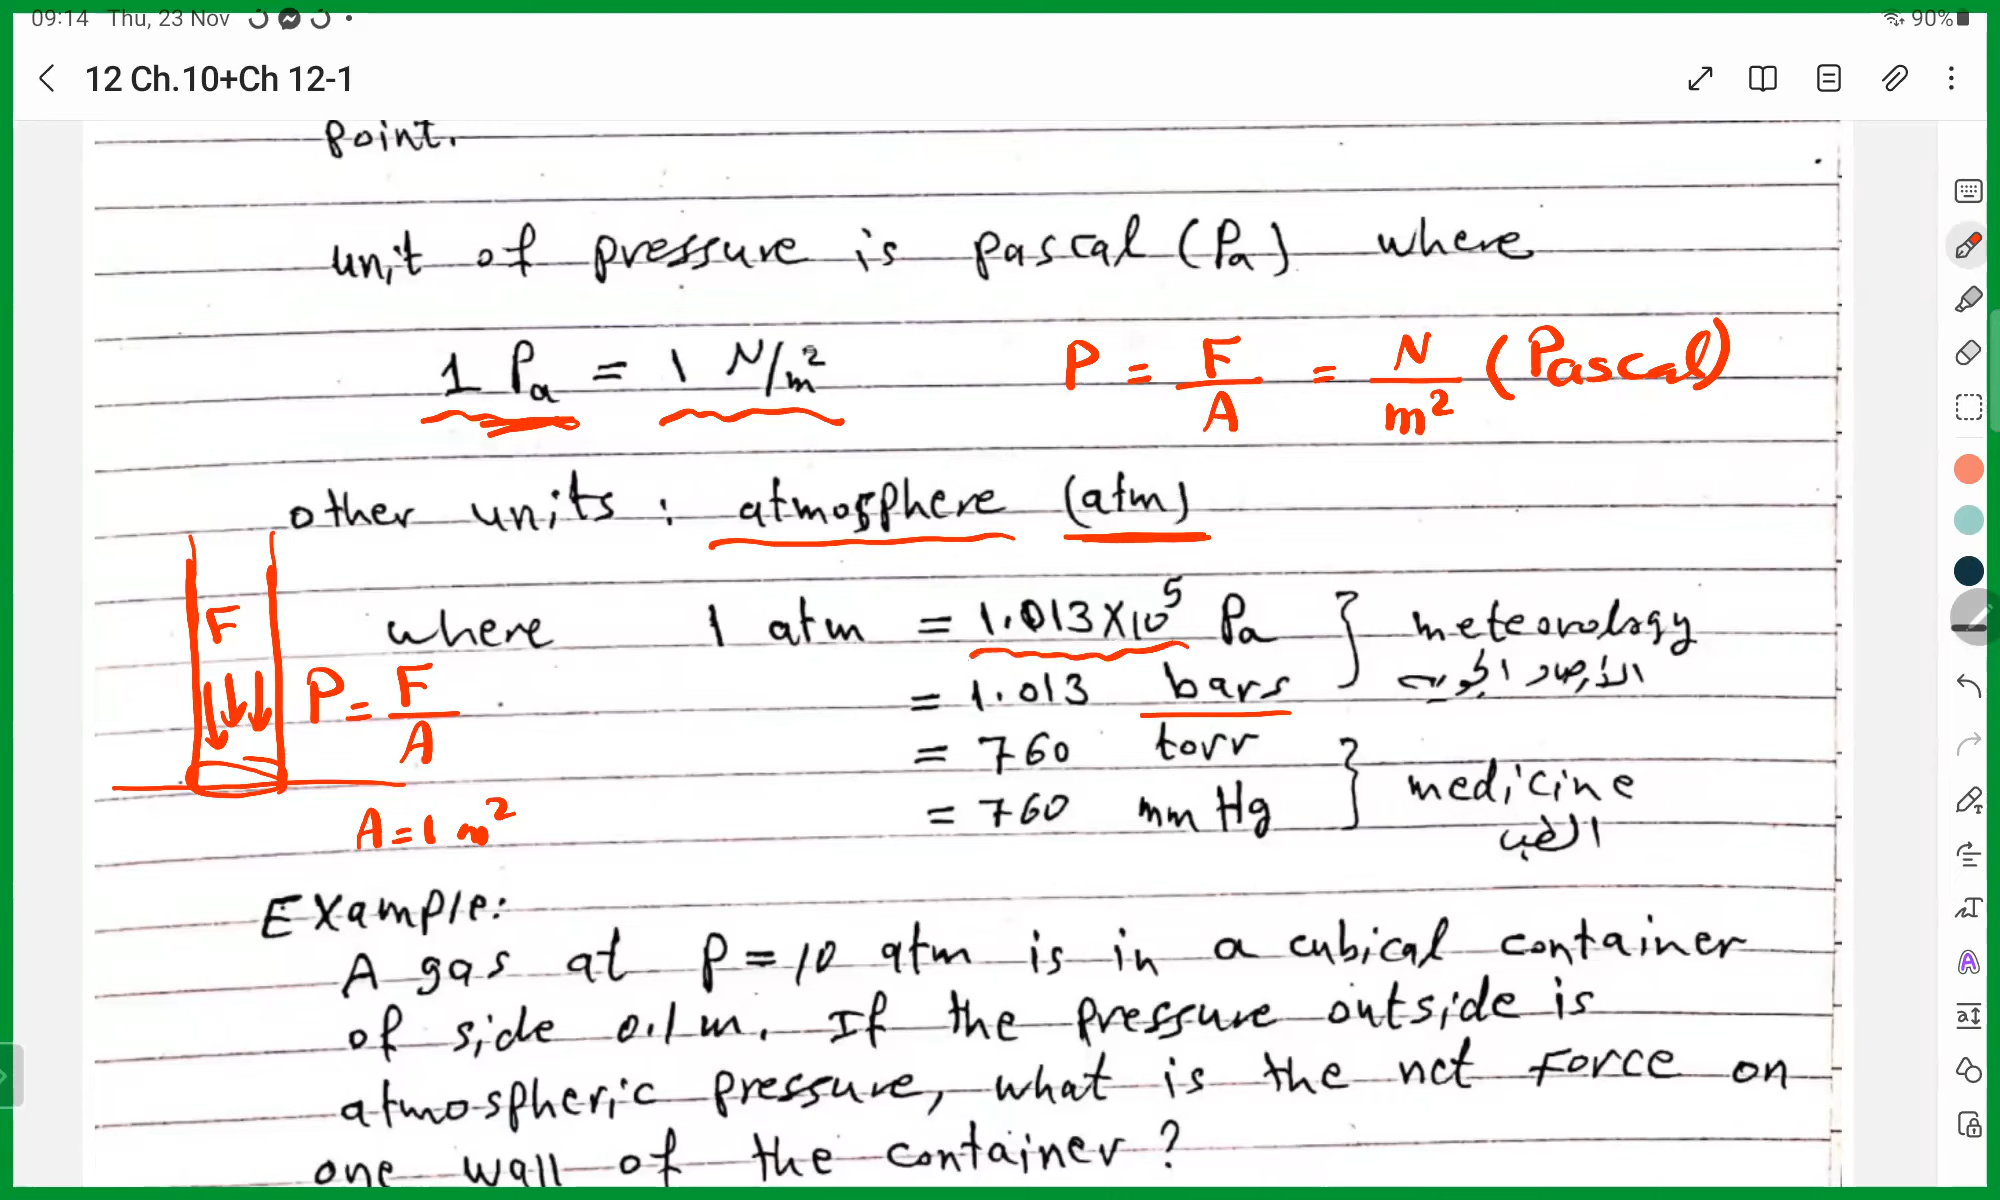 09:14 Thu, 23 Nov
90%
12 Ch.10+Ch 12-1
point.
unit of pressure is pascal (Pa) where
1 Pa = 1 N/m²
P = F/A = N/m² (Pascal)
other units : atmosphere (atm)
F
P = F/A
A = 1 m²
where 1 atm = 1.013 X 10⁵ Pa } meteorology
= 1.013 bars
= 760 torr
= 760 mm Hg } medicine
الطب
Example:
A gas at P = 10 atm is in a cubical container
of side 0.1 m. If the pressure outside is
atmospheric pressure, what is the net Force on
one wall of the container?